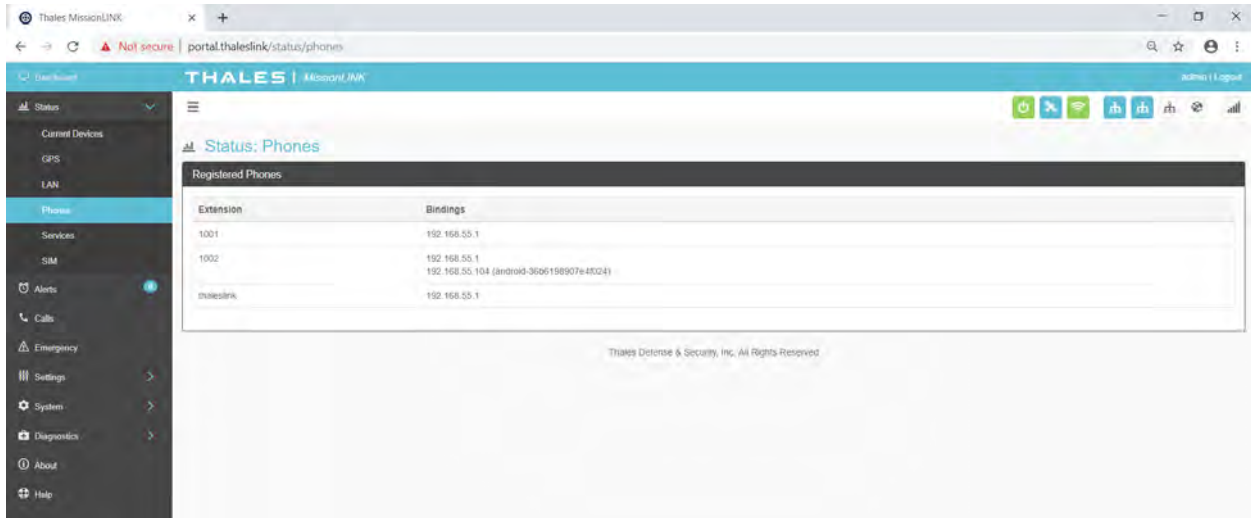 Thales MissionLINK
Not secure | portal.thaleslink/status/phones
Dashboard
THALES | MissionLINK
admin | Logout
Status
Current Devices
GPS
LAN
Phones
Services
SIM
Alerts
Calls
Emergency
Settings
System
Diagnostics
About
Help
Status: Phones
Registered Phones
Extension Bindings
1001 192.168.55.1
1002 192.168.55.1
192.168.55.104 (android-36b6198907e4f024)
thaleslink 192.168.55.1
Thales Defense & Security, Inc. All Rights Reserved